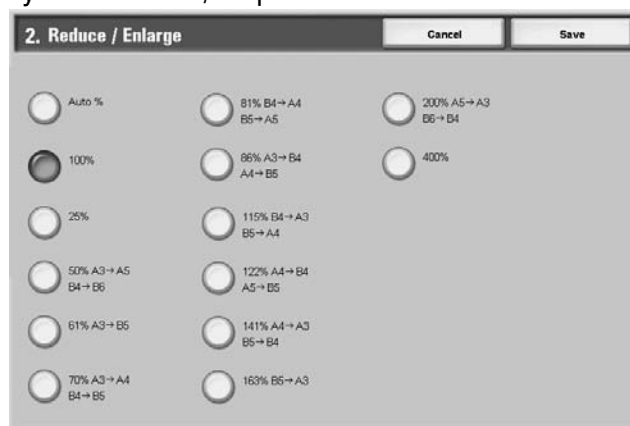 2. Reduce / Enlarge
Cancel
Save
Auto %
100%
25%
50% A3→A5
B4→B6
61% A3→B5
70% A3→A4
B4→B5
81% B4→A4
B5→A5
86% A3→B4
A4→B5
115% B4→A3
B5→A4
122% A4→B4
A5→B5
141% A4→A3
B5→B4
163% B5→A3
200% A5→A3
B6→B4
400%